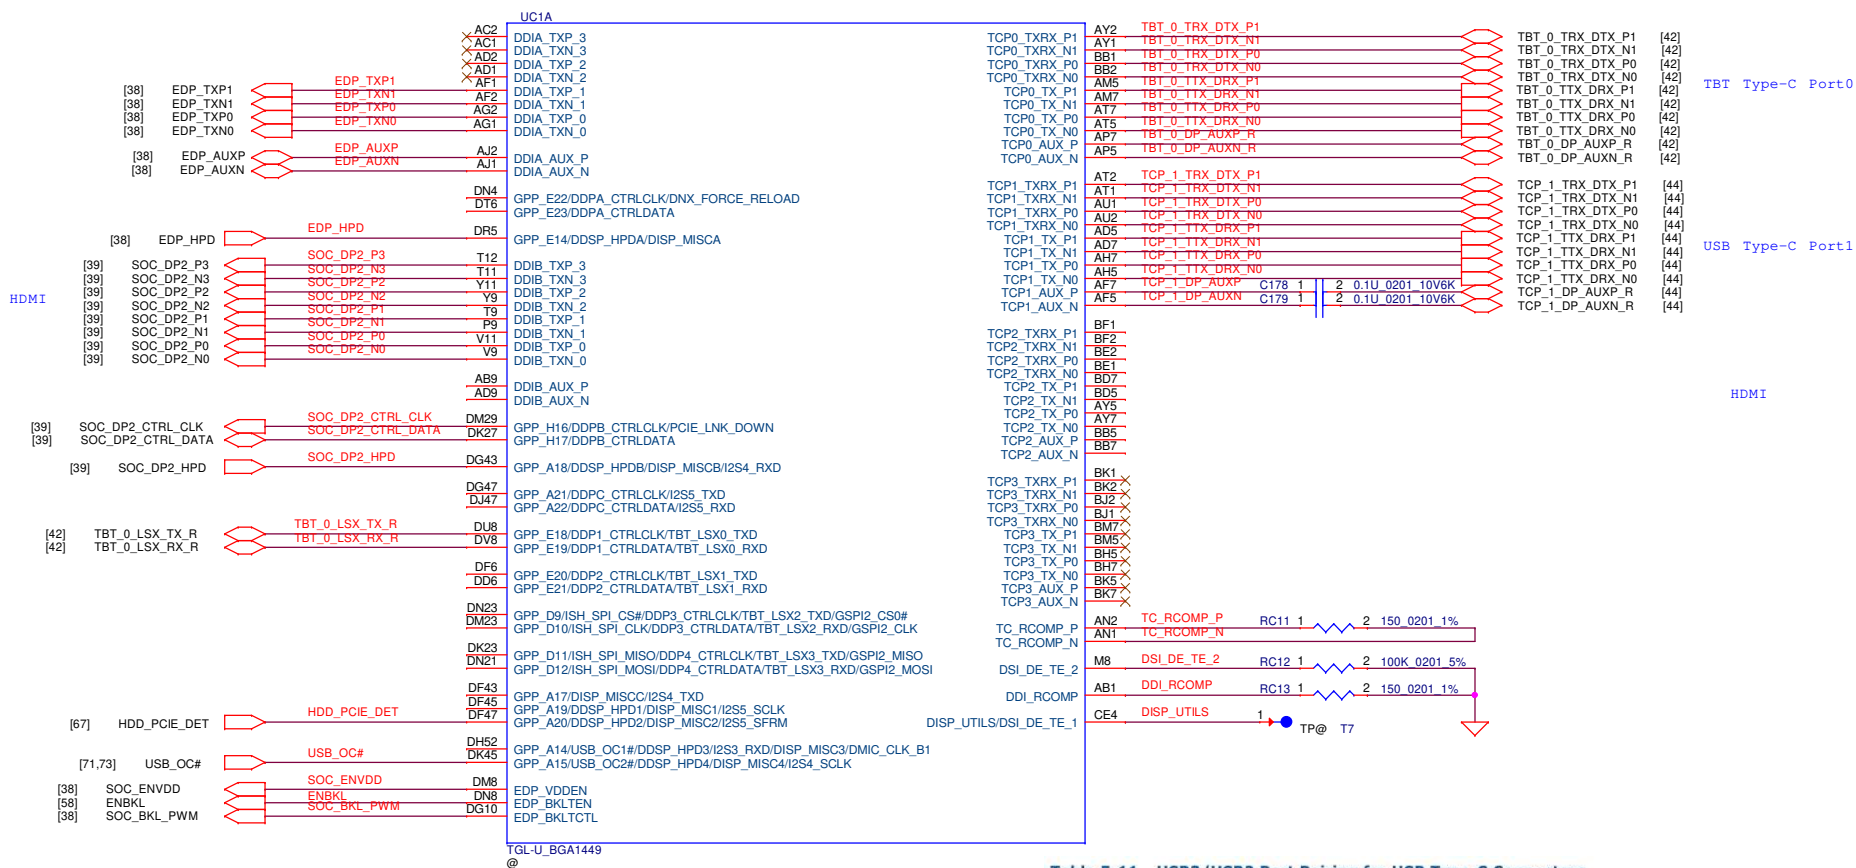 UC1A
AC2 DDIA_TXP_3
AC1 DDIA_TXN_3
AD2 DDIA_TXP_2
AD1 DDIA_TXN_2
[38] EDP_TXP1 EDP_TXP1 AF1 DDIA_TXP_1
[38] EDP_TXN1 EDP_TXN1 AF2 DDIA_TXN_1
[38] EDP_TXP0 EDP_TXP0 AG2 DDIA_TXP_0
[38] EDP_TXN0 EDP_TXN0 AG1 DDIA_TXN_0
[38] EDP_AUXP EDP_AUXP AJ2 DDIA_AUX_P
[38] EDP_AUXN EDP_AUXN AJ1 DDIA_AUX_N
DN4 GPP_E22/DDPA_CTRLCLK/DNX_FORCE_RELOAD
DT6 GPP_E23/DDPA_CTRLDATA
[38] EDP_HPD EDP_HPD DR5 GPP_E14/DDSP_HPDA/DISP_MISCA
HDMI
[39] SOC_DP2_P3 SOC_DP2_P3 T12 DDIB_TXP_3
[39] SOC_DP2_N3 SOC_DP2_N3 T11 DDIB_TXN_3
[39] SOC_DP2_P2 SOC_DP2_P2 Y11 DDIB_TXP_2
[39] SOC_DP2_N2 SOC_DP2_N2 Y9 DDIB_TXN_2
[39] SOC_DP2_P1 SOC_DP2_P1 T9 DDIB_TXP_1
[39] SOC_DP2_N1 SOC_DP2_N1 P9 DDIB_TXN_1
[39] SOC_DP2_P0 SOC_DP2_P0 V11 DDIB_TXP_0
[39] SOC_DP2_N0 SOC_DP2_N0 V9 DDIB_TXN_0
AB9 DDIB_AUX_P
AD9 DDIB_AUX_N
[39] SOC_DP2_CTRL_CLK SOC_DP2_CTRL_CLK DM29 GPP_H16/DDPB_CTRLCLK/PCIE_LNK_DOWN
[39] SOC_DP2_CTRL_DATA SOC_DP2_CTRL_DATA DK27 GPP_H17/DDPB_CTRLDATA
[39] SOC_DP2_HPD SOC_DP2_HPD DG43 GPP_A18/DDSP_HPDB/DISP_MISCB/I2S4_RXD
DG47 GPP_A21/DDPC_CTRLCLK/I2S5_TXD
DJ47 GPP_A22/DDPC_CTRLDATA/I2S5_RXD
[42] TBT_0_LSX_TX_R TBT_0_LSX_TX_R DU8 GPP_E18/DDP1_CTRLCLK/TBT_LSX0_TXD
[42] TBT_0_LSX_RX_R TBT_0_LSX_RX_R DV8 GPP_E19/DDP1_CTRLDATA/TBT_LSX0_RXD
DF6 GPP_E20/DDP2_CTRLCLK/TBT_LSX1_TXD
DD6 GPP_E21/DDP2_CTRLDATA/TBT_LSX1_RXD
DN23 GPP_D9/ISH_SPI_CS#/DDP3_CTRLCLK/TBT_LSX2_TXD/GSPI2_CS0#
DM23 GPP_D10/ISH_SPI_CLK/DDP3_CTRLDATA/TBT_LSX2_RXD/GSPI2_CLK
DK23 GPP_D11/ISH_SPI_MISO/DDP4_CTRLCLK/TBT_LSX3_TXD/GSPI2_MISO
DN21 GPP_D12/ISH_SPI_MOSI/DDP4_CTRLDATA/TBT_LSX3_RXD/GSPI2_MOSI
DF43 GPP_A17/DISP_MISCC/I2S4_TXD
DF45 GPP_A19/DDSP_HPD1/DISP_MISC1/I2S5_SCLK
[67] HDD_PCIE_DET HDD_PCIE_DET DF47 GPP_A20/DDSP_HPD2/DISP_MISC2/I2S5_SFRM
DH52 GPP_A14/USB_OC1#/DDSP_HPD3/I2S3_RXD/DISP_MISC3/DMIC_CLK_B1
[71,73] USB_OC# USB_OC# DK45 GPP_A15/USB_OC2#/DDSP_HPD4/DISP_MISC4/I2S4_SCLK
[38] SOC_ENVDD SOC_ENVDD DM8 EDP_VDDEN
[58] ENBKL ENBKL DN8 EDP_BKLTEN
[38] SOC_BKL_PWM SOC_BKL_PWM DG10 EDP_BKLTCTL
TGL-U_BGA1449
@
TCP0_TXRX_P1 AY2 TBT_0_TRX_DTX_P1 TBT_0_TRX_DTX_P1 [42]
TCP0_TXRX_N1 AY1 TBT_0_TRX_DTX_N1 TBT_0_TRX_DTX_N1 [42]
TCP0_TXRX_P0 BB1 TBT_0_TRX_DTX_P0 TBT_0_TRX_DTX_P0 [42]
TCP0_TXRX_N0 BB2 TBT_0_TRX_DTX_N0 TBT_0_TRX_DTX_N0 [42]
TCP0_TX_P1 AM5 TBT_0_TTX_DRX_P1 TBT_0_TTX_DRX_P1 [42]
TCP0_TX_N1 AM7 TBT_0_TTX_DRX_N1 TBT_0_TTX_DRX_N1 [42]
TCP0_TX_P0 AT7 TBT_0_TTX_DRX_P0 TBT_0_TTX_DRX_P0 [42]
TCP0_TX_N0 AT5 TBT_0_TTX_DRX_N0 TBT_0_TTX_DRX_N0 [42]
TCP0_AUX_P AP7 TBT_0_DP_AUXP_R TBT_0_DP_AUXP_R [42]
TCP0_AUX_N AP5 TBT_0_DP_AUXN_R TBT_0_DP_AUXN_R [42]
TBT Type-C Port0
TCP1_TXRX_P1 AT2 TCP_1_TRX_DTX_P1 TCP_1_TRX_DTX_P1 [44]
TCP1_TXRX_N1 AT1 TCP_1_TRX_DTX_N1 TCP_1_TRX_DTX_N1 [44]
TCP1_TXRX_P0 AU1 TCP_1_TRX_DTX_P0 TCP_1_TRX_DTX_P0 [44]
TCP1_TXRX_N0 AU2 TCP_1_TRX_DTX_N0 TCP_1_TRX_DTX_N0 [44]
TCP1_TX_P1 AD5 TCP_1_TTX_DRX_P1 TCP_1_TTX_DRX_P1 [44]
TCP1_TX_N1 AD7 TCP_1_TTX_DRX_N1 TCP_1_TTX_DRX_N1 [44]
TCP1_TX_P0 AH7 TCP_1_TTX_DRX_P0 TCP_1_TTX_DRX_P0 [44]
TCP1_TX_N0 AH5 TCP_1_TTX_DRX_N0 TCP_1_TTX_DRX_N0 [44]
TCP1_AUX_P AF7 TCP_1_DP_AUXP C178 1 2 0.1U_0201_10V6K TCP_1_DP_AUXP_R [44]
TCP1_AUX_N AF5 TCP_1_DP_AUXN C179 1 2 0.1U_0201_10V6K TCP_1_DP_AUXN_R [44]
USB Type-C Port1
TCP2_TXRX_P1 BF1
TCP2_TXRX_N1 BF2
TCP2_TXRX_P0 BE2
TCP2_TXRX_N0 BE1
TCP2_TX_P1 BD7
TCP2_TX_N1 BD5
TCP2_TX_P0 AY5
TCP2_TX_N0 AY7
TCP2_AUX_P BB5
TCP2_AUX_N BB7
HDMI
TCP3_TXRX_P1 BK1
TCP3_TXRX_N1 BK2
TCP3_TXRX_P0 BJ2
TCP3_TXRX_N0 BJ1
TCP3_TX_P1 BM7
TCP3_TX_N1 BM5
TCP3_TX_P0 BH5
TCP3_TX_N0 BH7
TCP3_AUX_P BK5
TCP3_AUX_N BK7
TC_RCOMP_P AN2 TC_RCOMP_P RC11 1 2 150_0201_1%
TC_RCOMP_N AN1 TC_RCOMP_N
DSI_DE_TE_2 M8 DSI_DE_TE_2 RC12 1 2 100K_0201_5%
DDI_RCOMP AB1 DDI_RCOMP RC13 1 2 150_0201_1%
DISP_UTILS/DSI_DE_TE_1 CE4 DISP_UTILS 1 TP@ T7